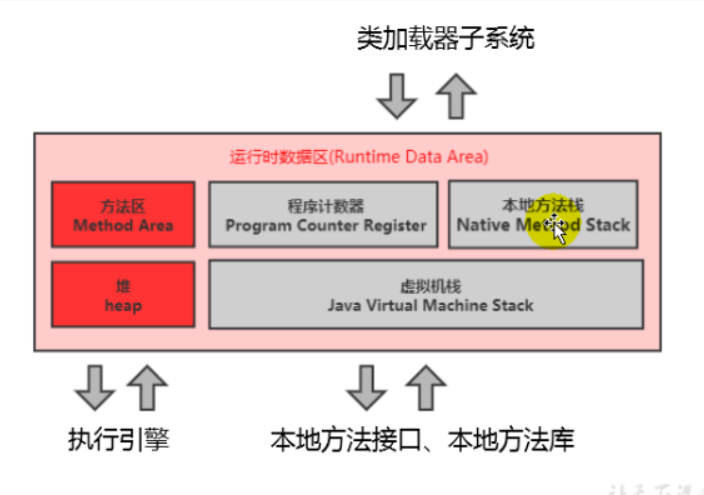 类加载器子系统
运行时数据区(Runtime Data Area)
方法区
Method Area
程序计数器
Program Counter Register
本地方法栈
Native Method Stack
堆
heap
虚拟机栈
Java Virtual Machine Stack
执行引擎
本地方法接口、本地方法库